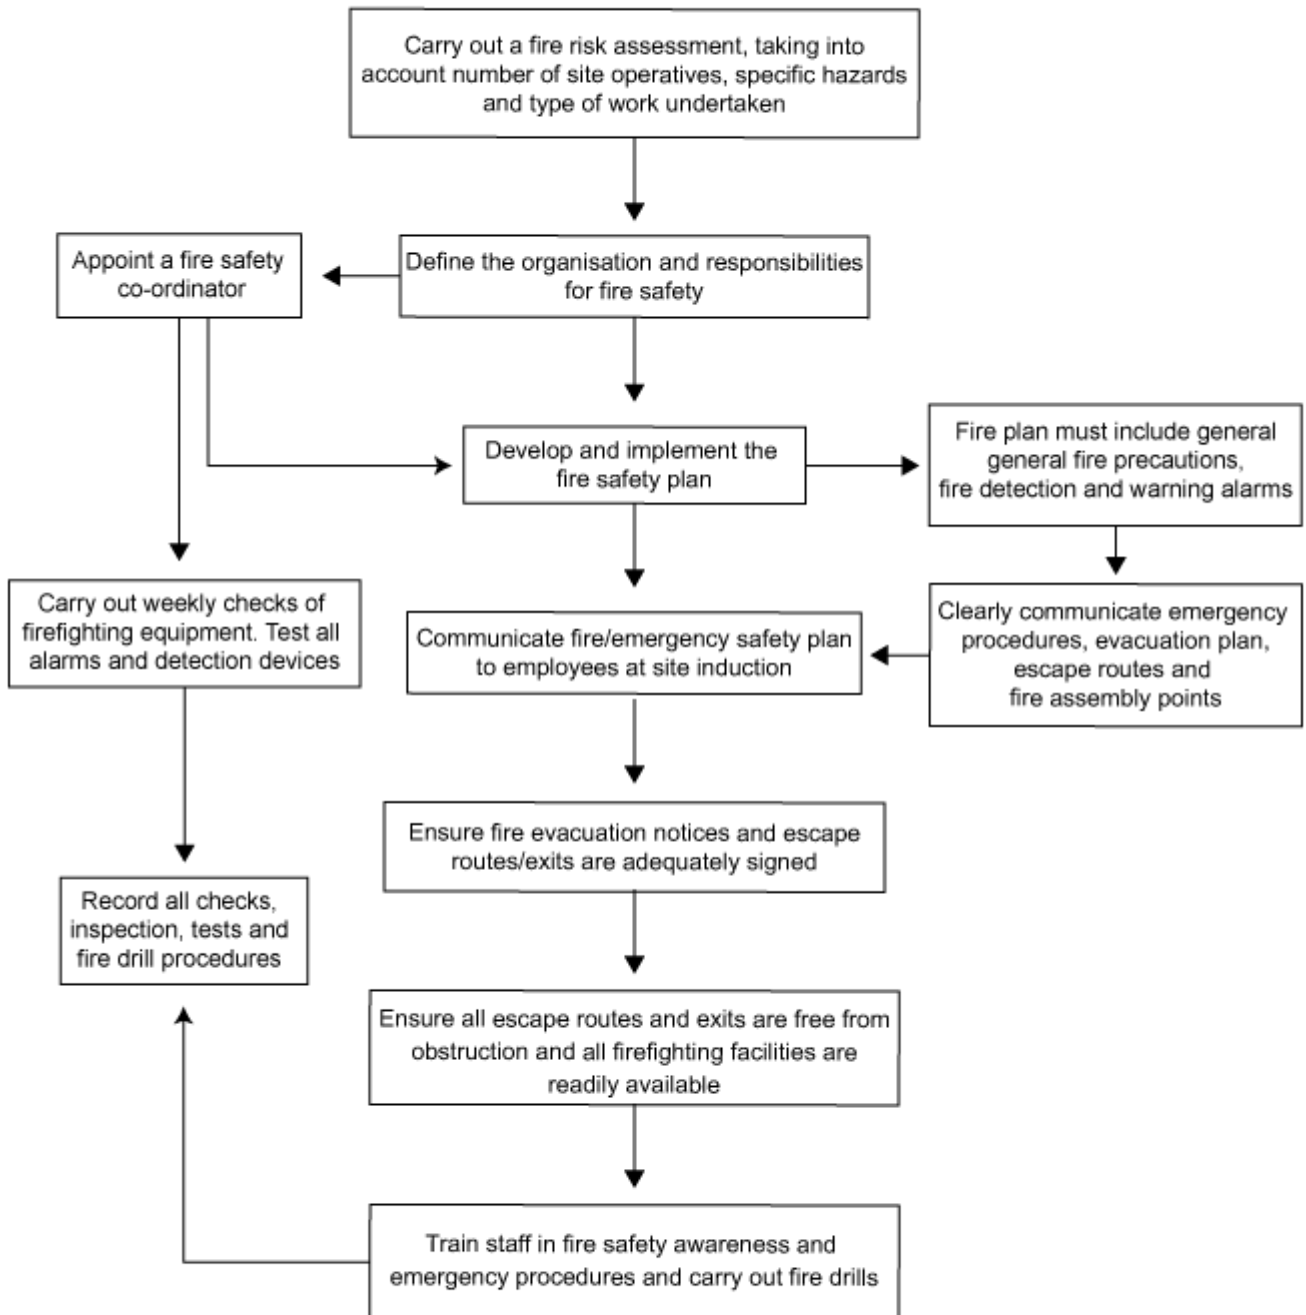 Carry out a fire risk assessment, taking into
account number of site operatives, specific hazards
and type of work undertaken
Appoint a fire safety
co-ordinator
Define the organisation and responsibilities
for fire safety
Develop and implement the
fire safety plan
Fire plan must include general
general fire precautions,
fire detection and warning alarms
Carry out weekly checks of
firefighting equipment. Test all
alarms and detection devices
Communicate fire/emergency safety plan
to employees at site induction
Clearly communicate emergency
procedures, evacuation plan,
escape routes and
fire assembly points
Ensure fire evacuation notices and escape
routes/exits are adequately signed
Record all checks,
inspection, tests and
fire drill procedures
Ensure all escape routes and exits are free from
obstruction and all firefighting facilities are
readily available
Train staff in fire safety awareness and
emergency procedures and carry out fire drills